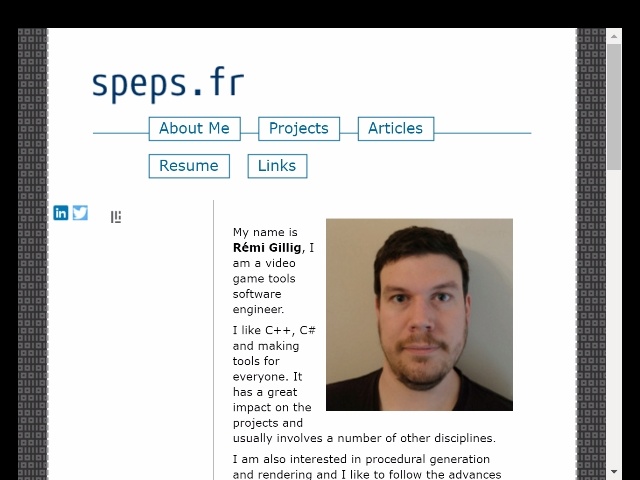 speps.fr
About Me Projects Articles
Resume Links
in
My name is
Rémi Gillig, I
am a video
game tools
software
engineer.
I like C++, C#
and making
tools for
everyone. It
has a great
impact on the
projects and
usually involves a number of other disciplines.
I am also interested in procedural generation
and rendering and I like to follow the advances